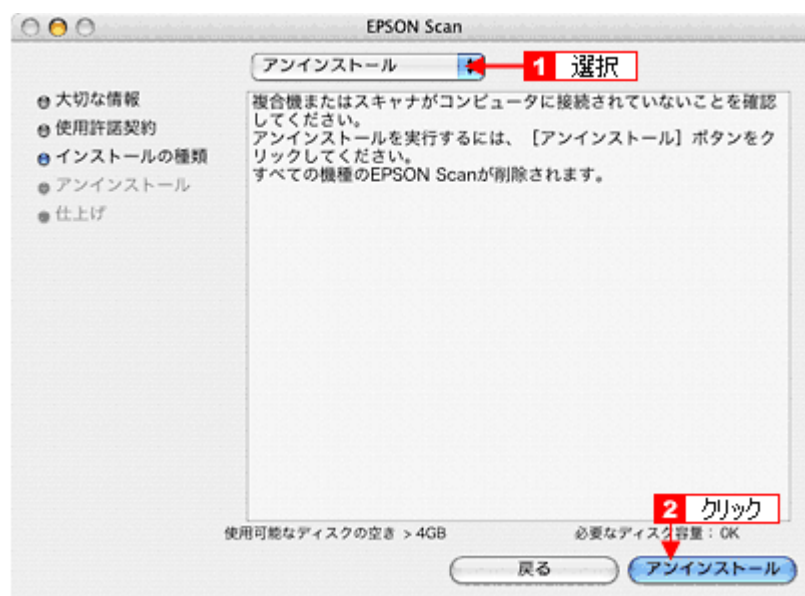 EPSON Scan
アンインストール
1 選択
大切な情報
使用許諾契約
インストールの種類
アンインストール
仕上げ
複合機またはスキャナがコンピュータに接続されていないことを確認
してください。
アンインストールを実行するには、［アンインストール］ボタンをク
リックしてください。
すべての機種のEPSON Scanが削除されます。
2 クリック
使用可能なディスクの空き > 4GB
必要なディスク容量：0K
戻る
アンインストール